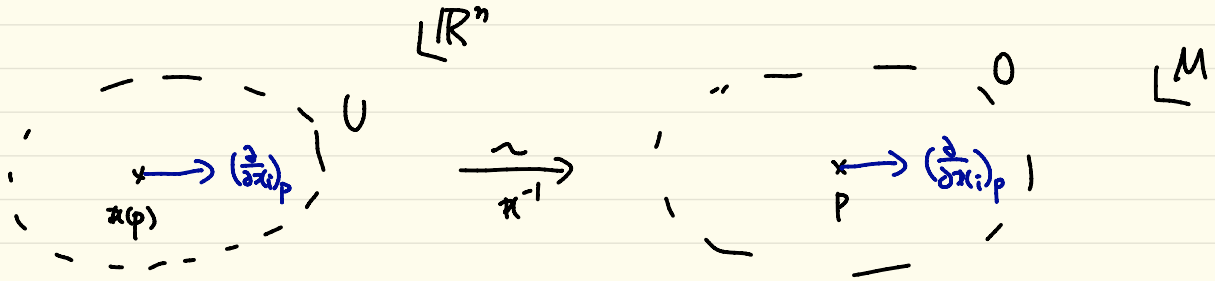 ℝⁿ
M
O
U
(∂/∂xᵢ)ₚ
∼
(∂/∂xᵢ)ₚ
x(p)
x⁻¹
p